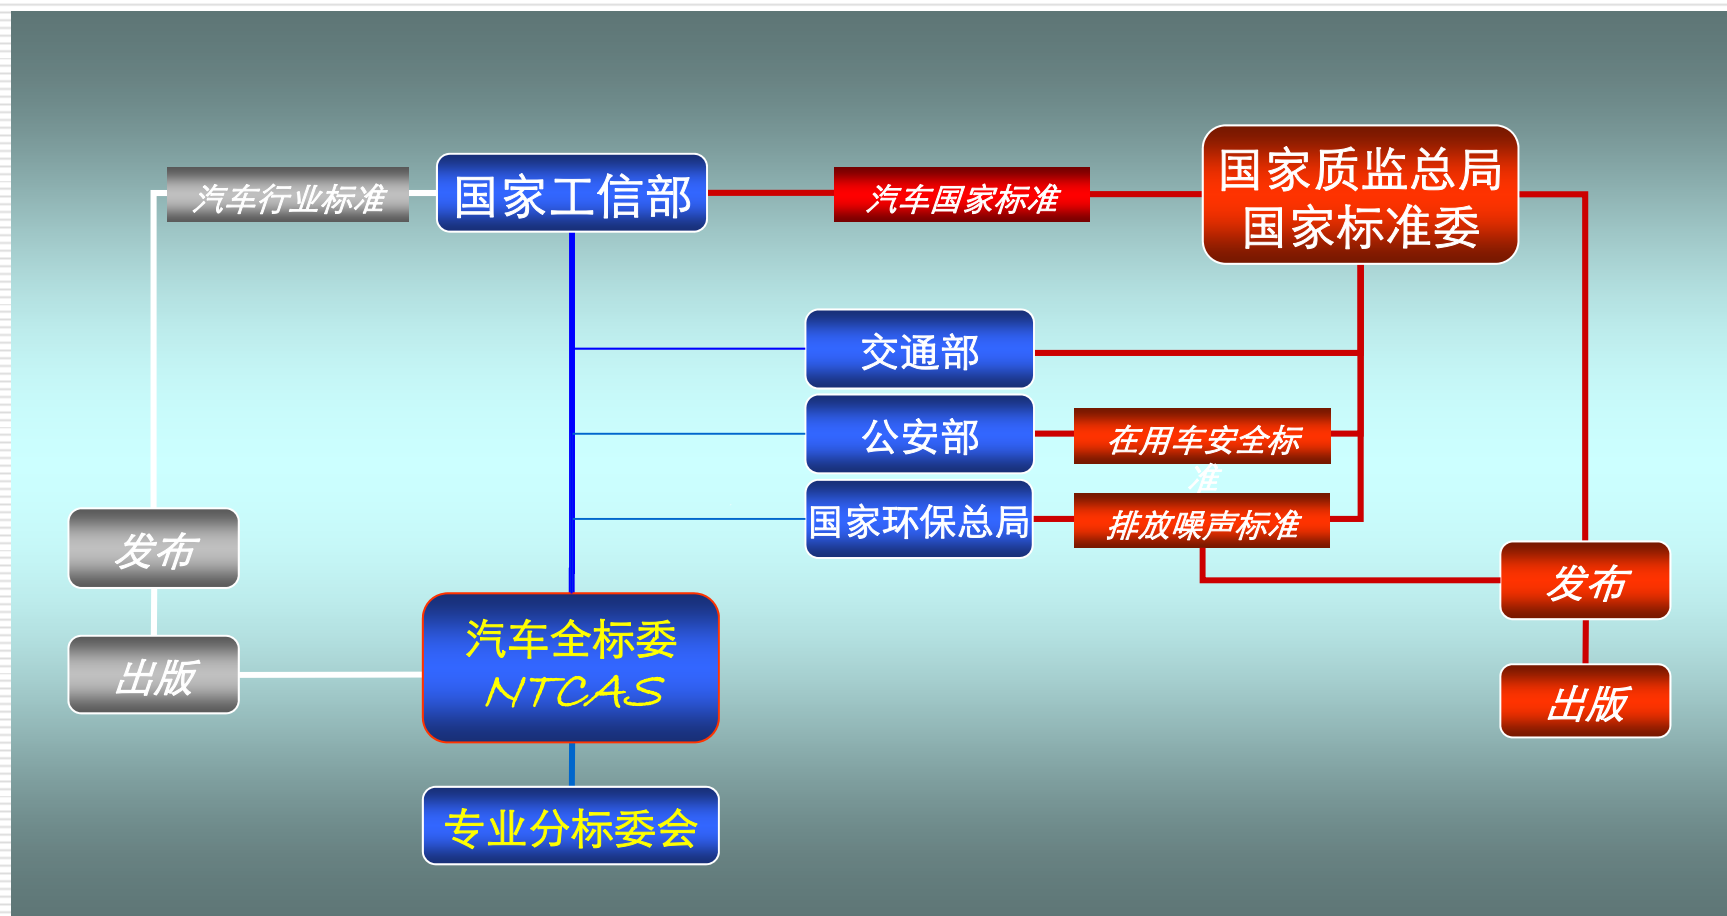 汽车行业标准
国家工信部
汽车国家标准
国家质监总局
国家标准委
交通部
公安部
在用车安全标
准
国家环保总局
排放噪声标准
发布
发布
出版
汽车全标委
NTCAS
出版
专业分标委会